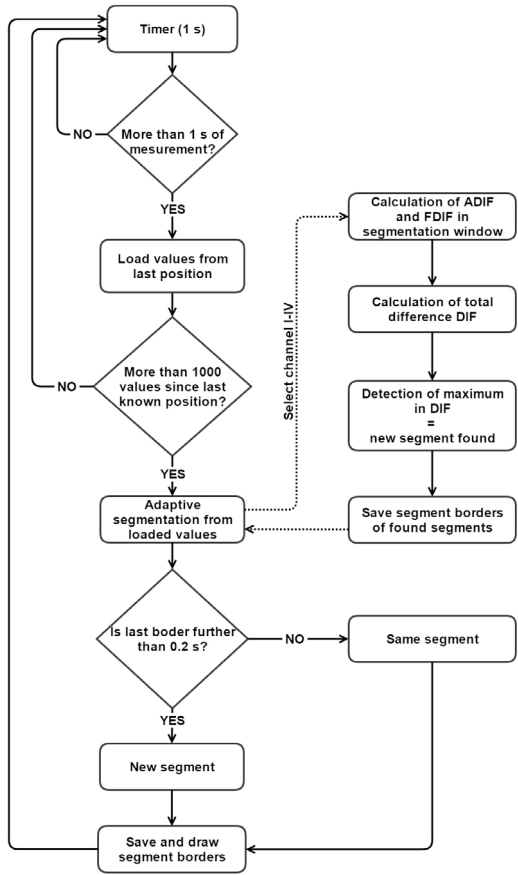 Timer (1 s)
More than 1 s of
mesurement?
NO
YES
Load values from
last position
More than 1000
values since last
known position?
NO
YES
Adaptive
segmentation from
loaded values
Select channel I-IV
Calculation of ADIF
and FDIF in
segmentation window
Calculation of total
difference DIF
Detection of maximum
in DIF
=
new segment found
Save segment borders
of found segments
Is last boder further
than 0.2 s?
NO
Same segment
YES
New segment
Save and draw
segment borders